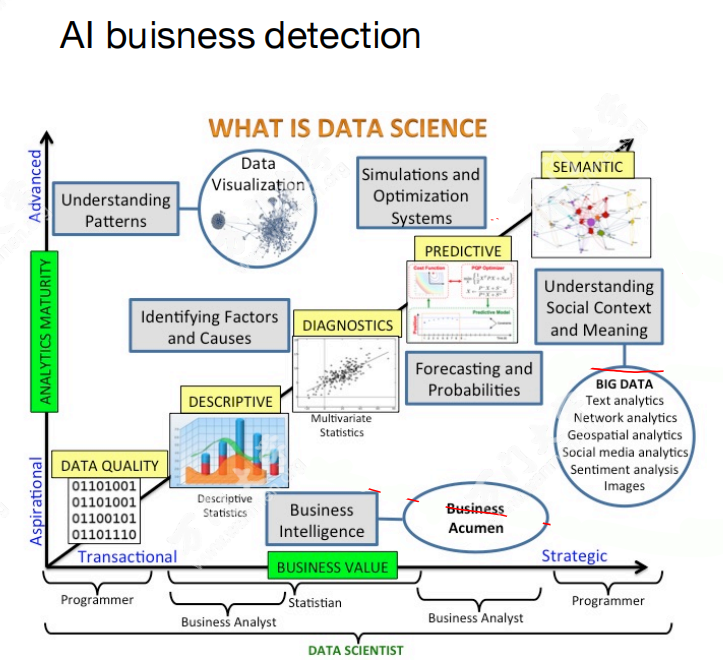 AI buisness detection
WHAT IS DATA SCIENCE
Advanced
Understanding
Patterns
Data
Visualization
Simulations and
Optimization
Systems
SEMANTIC
PREDICTIVE
Cost Function
PGP Optimizer
Predictive Model
ANALYTICS MATURITY
Identifying Factors
and Causes
DIAGNOSTICS
Multivariate
Statistics
Forecasting and
Probabilities
Understanding
Social Context
and Meaning
BIG DATA
Text analytics
Network analytics
Geospatial analytics
Social media analytics
Sentiment analysis
Images
DESCRIPTIVE
Descriptive
Statistics
DATA QUALITY
01101001
01101001
01100101
01101110
Aspirational
Business
Intelligence
Business
Acumen
Transactional
BUSINESS VALUE
Strategic
Programmer
Business Analyst
Statistian
Business Analyst
Programmer
DATA SCIENTIST